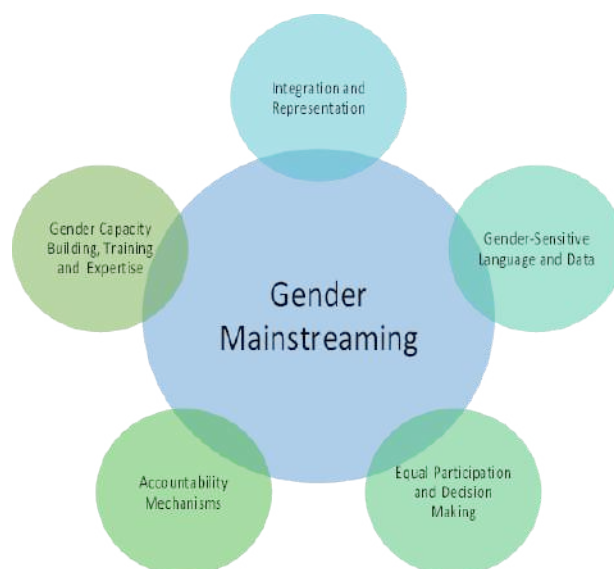 Integration and
Representation
Gender Capacity
Building, Training
and Expertise
Gender-Sensitive
Language and Data
Gender
Mainstreaming
Accountability
Mechanisms
Equal Participation
and Decision
Making